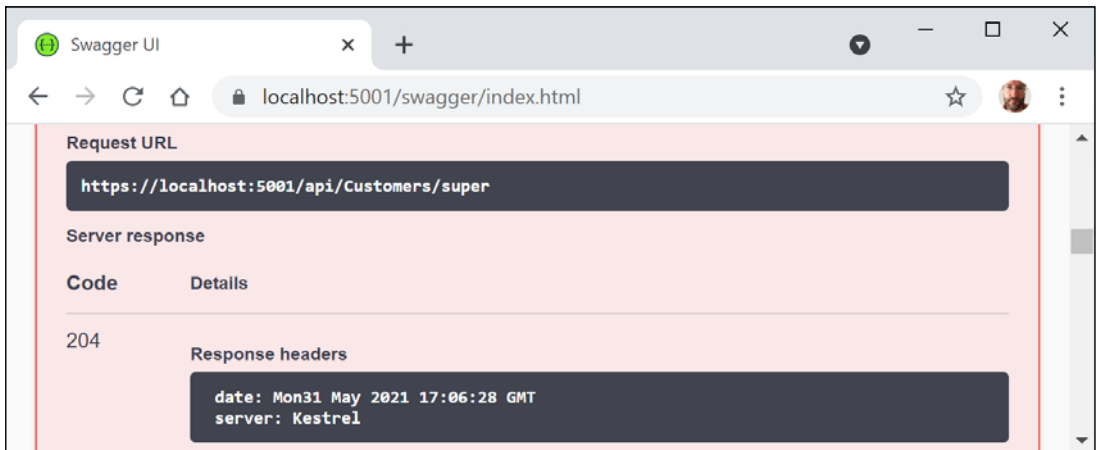 Swagger UI
localhost:5001/swagger/index.html
Request URL
https://localhost:5001/api/Customers/super
Server response
Code Details
204
Response headers
date: Mon31 May 2021 17:06:28 GMT
server: Kestrel